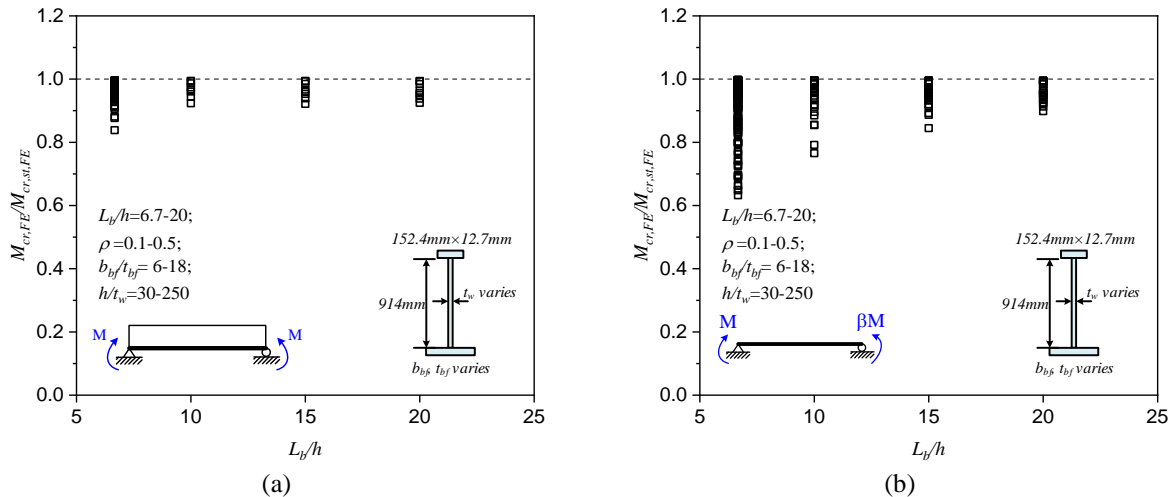 1.2
1.0
0.8
0.6
0.4
0.2
0.0
M_{cr,FE}/M_{cr,st,FE}
L_b/h=6.7-20;
ρ=0.1-0.5;
b_{bf}/t_{bf}= 6-18;
h/t_w=30-250
M
M
152.4mm×12.7mm
914mm
t_w varies
b_{bf}, t_{bf} varies
5 10 15 20 25
L_b/h
(a)
1.2
1.0
0.8
0.6
0.4
0.2
0.0
M_{cr,FE}/M_{cr,st,FE}
L_b/h=6.7-20;
ρ=0.1-0.5;
b_{bf}/t_{bf}= 6-18;
h/t_w=30-250
M
βM
152.4mm×12.7mm
914mm
t_w varies
b_{bf}, t_{bf} varies
5 10 15 20 25
L_b/h
(b)